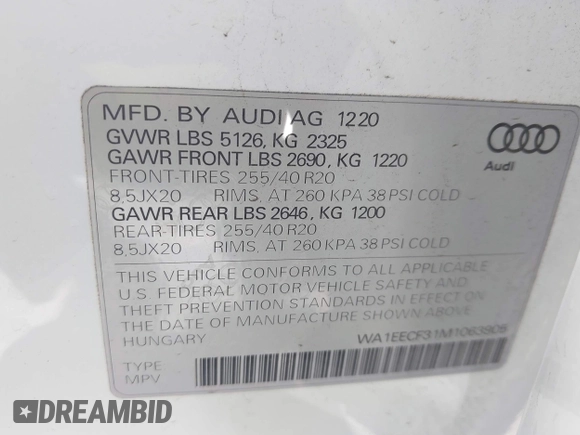 MFD. BY AUDI AG 1220
GVWR LBS 5126, KG 2325
GAWR FRONT LBS 2690, KG 1220
FRONT-TIRES 255/40 R20
8,5JX20 RIMS, AT 260 KPA 38 PSI COLD
GAWR REAR LBS 2646, KG 1200
REAR-TIRES 255/40 R20
8,5JX20 RIMS, AT 260 KPA 38 PSI COLD
Audi
THIS VEHICLE CONFORMS TO ALL APPLICABLE
U.S. FEDERAL MOTOR VEHICLE SAFETY AND
THEFT PREVENTION STANDARDS IN EFFECT ON
THE DATE OF MANUFACTURE SHOWN ABOVE.
HUNGARY
WA1EECF31M1063905
TYPE:
MPV
DREAMBID